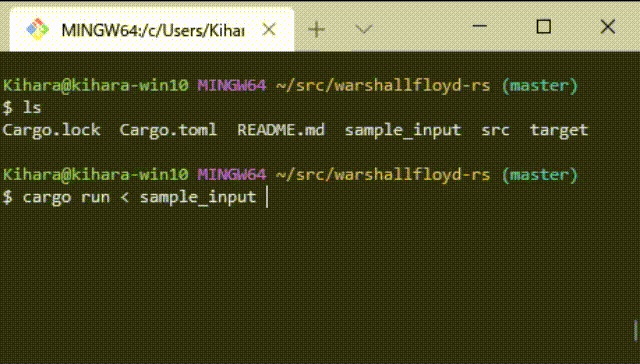 MINGW64:/c/Users/Kihar
Kihara@kihara-win10 MINGW64 ~/src/warshallfloyd-rs (master)
$ ls
Cargo.lock  Cargo.toml  README.md  sample_input  src  target
Kihara@kihara-win10 MINGW64 ~/src/warshallfloyd-rs (master)
$ cargo run < sample_input